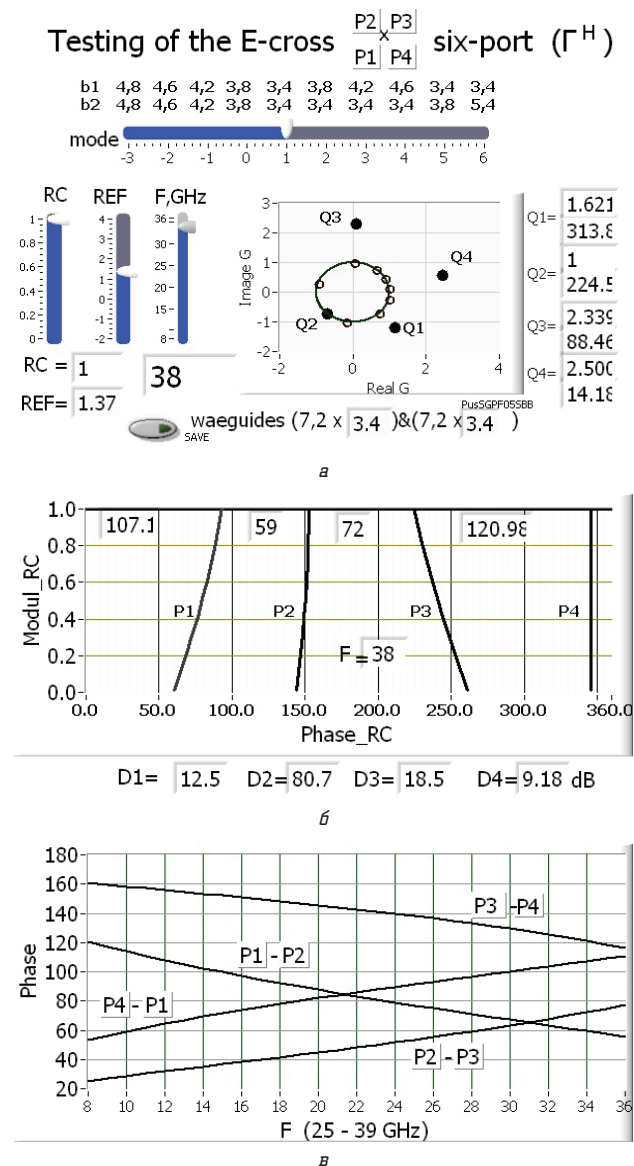 Testing of the E-cross P2 x P3 six-port (Γ H)
P1 P4
b1 4,8 4,6 4,2 3,8 3,4 3,8 4,2 4,6 3,4 3,4
b2 4,8 4,6 4,2 3,8 3,4 3,4 3,4 3,4 3,8 5,4
mode
-3 -2 -1 0 1 2 3 4 5 6
RC REF F,GHz
1 0.8 0.6 0.4 0.2 0
4 3 2 1 0 -1 -2
36 30 25 20 15 8
Image G
3 2 1 0 -1 -2
Q3
Q4
Q2
Q1
-2 0 2 4
Real G
Q1= 1.621
313.8
Q2= 1
224.5
Q3= 2.339
88.46
Q4= 2.500
14.18
RC = 1
38
REF= 1.37
PusSGPF05SBB
SAVE
waeguides (7,2 x 3.4 )&(7,2 x 3.4 )
а
Modul_RC
1.0 0.8 0.6 0.4 0.2 0.0
107.1 59 72 120.98
P1 P2 P3 P4
F = 38
0.0 50.0 100.0 150.0 200.0 250.0 300.0 360.0
Phase_RC
D1= 12.5 D2= 80.7 D3= 18.5 D4= 9.18 dB
б
Phase
180 160 140 120 100 80 60 40 20
P3 -P4
P1 - P2
P4 - P1
P2 - P3
8 10 12 14 16 18 20 22 24 26 28 30 32 34 36
F (25 - 39 GHz)
в